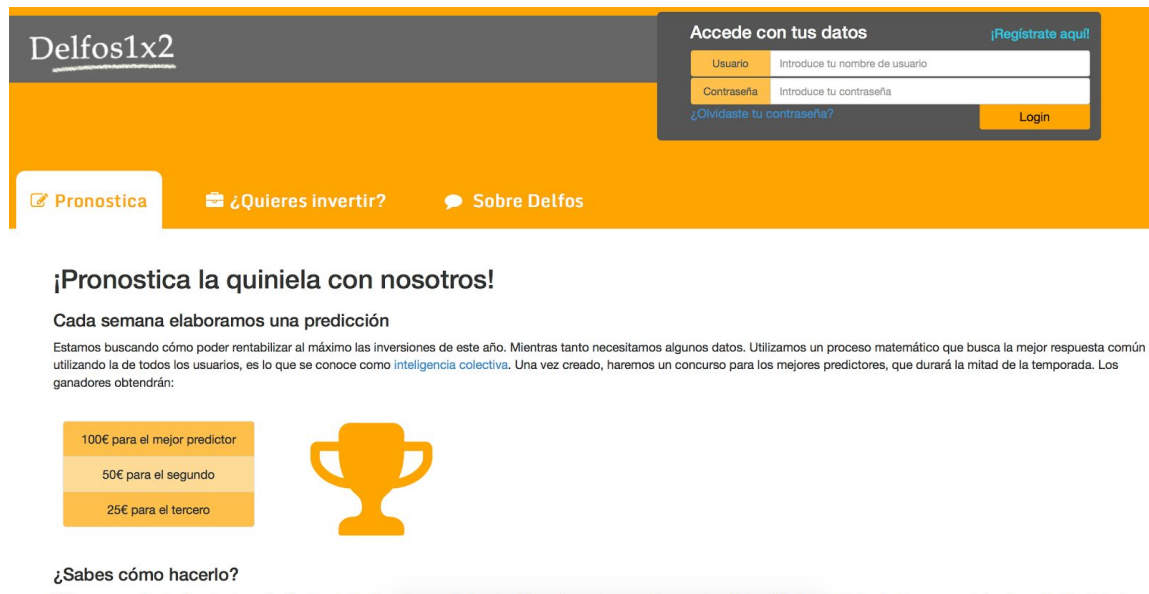 Delfos1x2
Accede con tus datos
¡Regístrate aquí!
Usuario
Introduce tu nombre de usuario
Contraseña
Introduce tu contraseña
¿Olvidaste tu contraseña?
Login
Pronostica
¿Quieres invertir?
Sobre Delfos
¡Pronostica la quiniela con nosotros!
Cada semana elaboramos una predicción
Estamos buscando cómo poder rentabilizar al máximo las inversiones de este año. Mientras tanto necesitamos algunos datos. Utilizamos un proceso matemático que busca la mejor respuesta común
utilizando la de todos los usuarios, es lo que se conoce como inteligencia colectiva. Una vez creado, haremos un concurso para los mejores predictores, que durará la mitad de la temporada. Los
ganadores obtendrán:
100€ para el mejor predictor
50€ para el segundo
25€ para el tercero
¿Sabes cómo hacerlo?